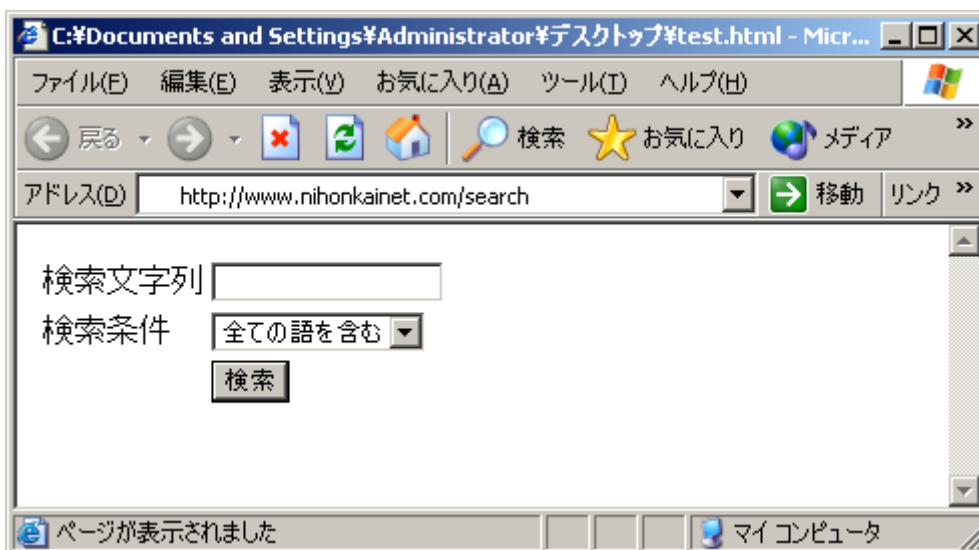 C:¥Documents and Settings¥Administrator¥デスクトップ¥test.html - Micr...
ファイル(F) 編集(E) 表示(V) お気に入り(A) ツール(T) ヘルプ(H)
戻る 検索 お気に入り メディア »
アドレス(D) http://www.nihonkainet.com/search 移動 リンク »
検索文字列
検索条件 全ての語を含む
検索
ページが表示されました マイ コンピュータ